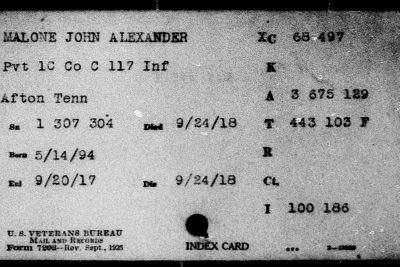 MALONE JOHN ALEXANDER XC 68 497
Pvt 1C Co C 117 Inf K
Afton Tenn A 3 675 129
Sn 1 307 304 Died 9/24/18 T 443 103 F
Born 5/14/94 R
Enl 9/20/17 Dis 9/24/18 Ct.
I 100 186
U. S. VETERANS BUREAU
MAIL AND RECORDS
Form 7202—Rev. Sept., 1925 INDEX CARD